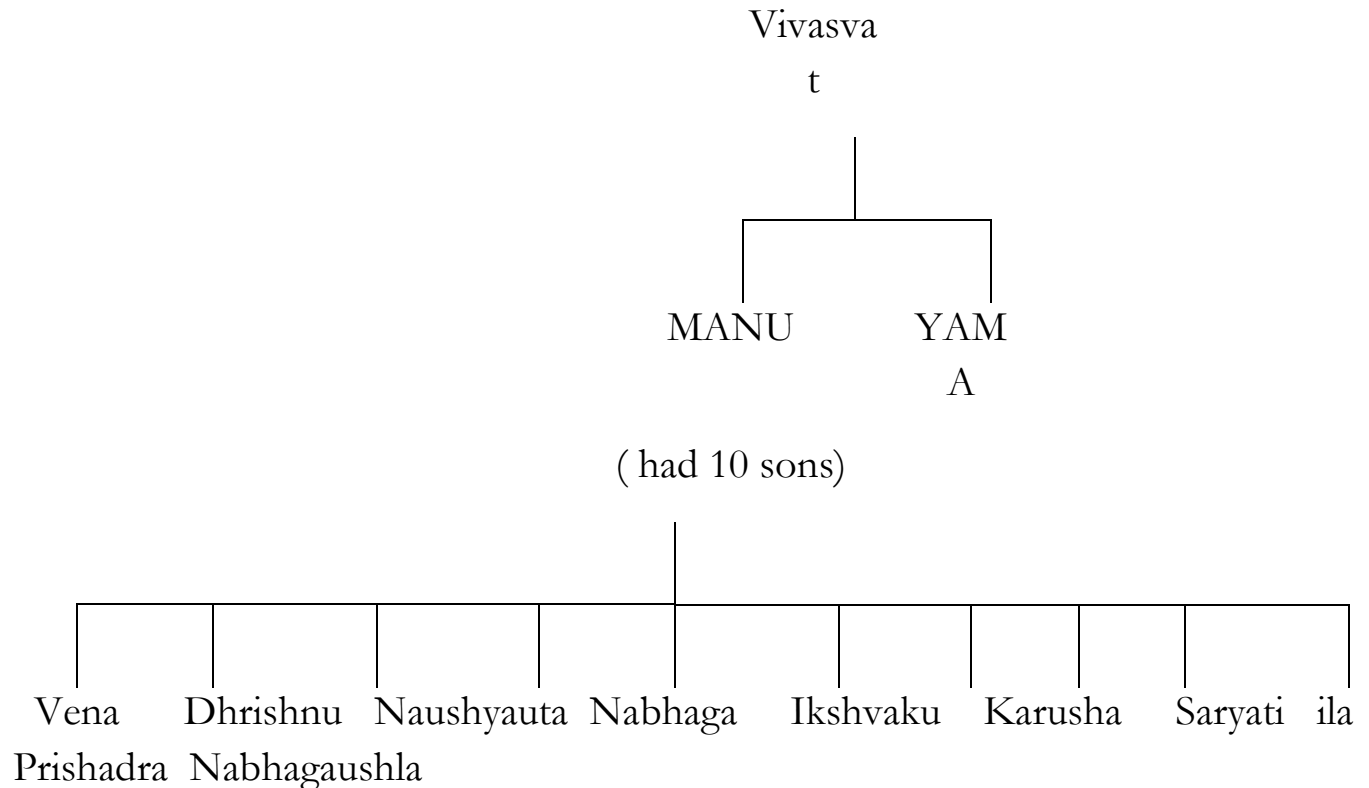 Vivasva
t
MANU YAM
A
( had 10 sons)
Vena Dhrishnu Naushyauta Nabhaga Ikshvaku Karusha Saryati ila
Prishadra Nabhagaushla